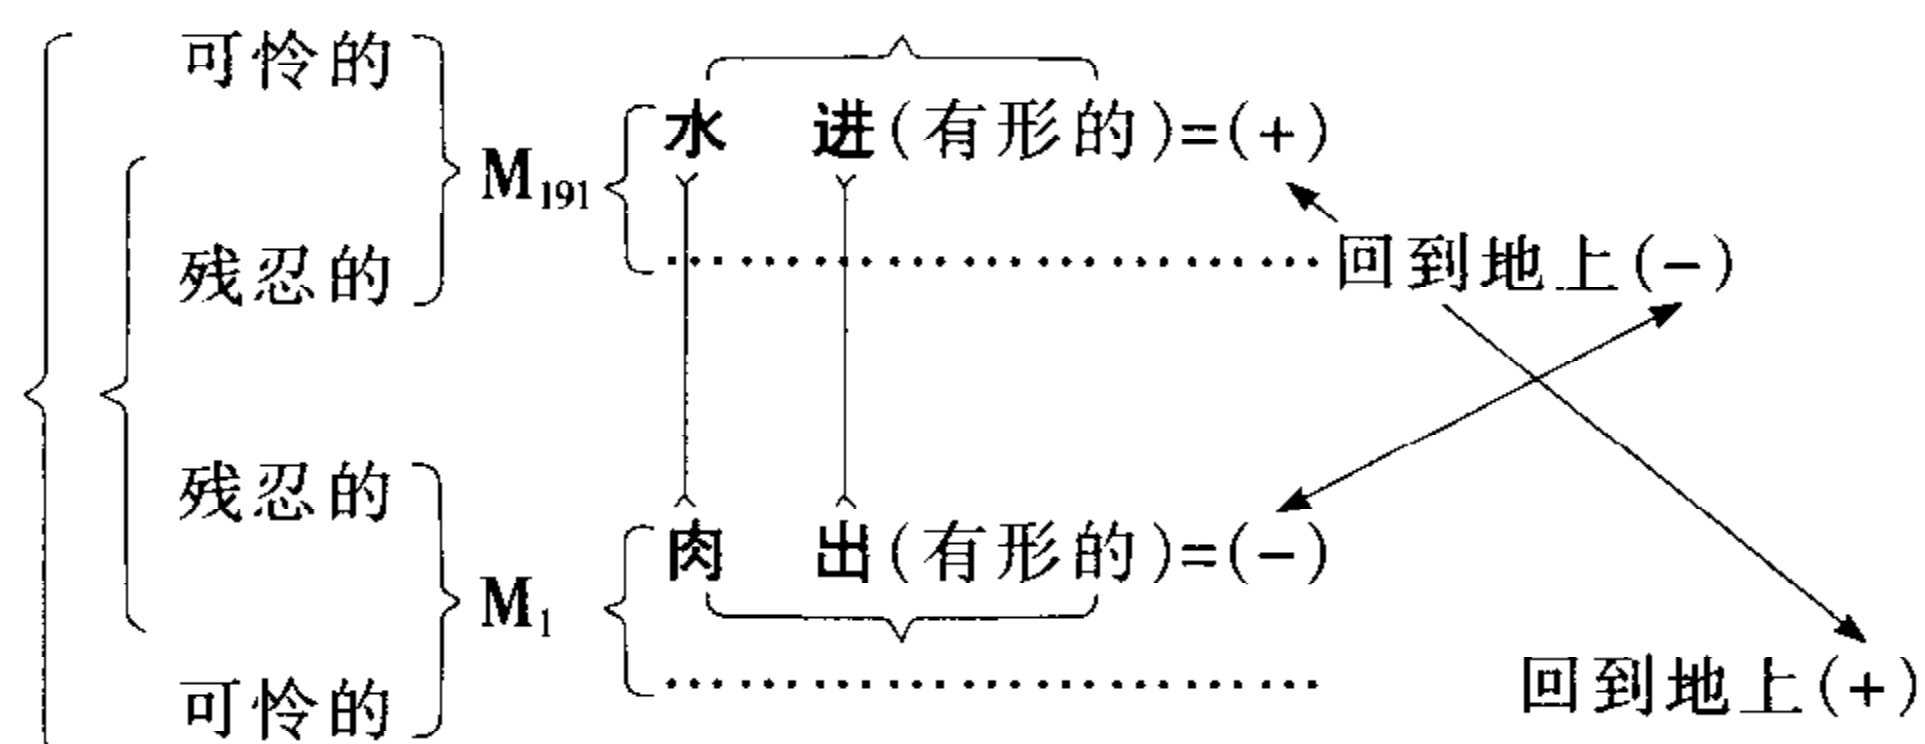 可怜的
M₁₉₁ 水 进(有形的)=(+)
残忍的 回到地上(-)
残忍的
M₁ 肉 出(有形的)=(-)
可怜的 回到地上(+)